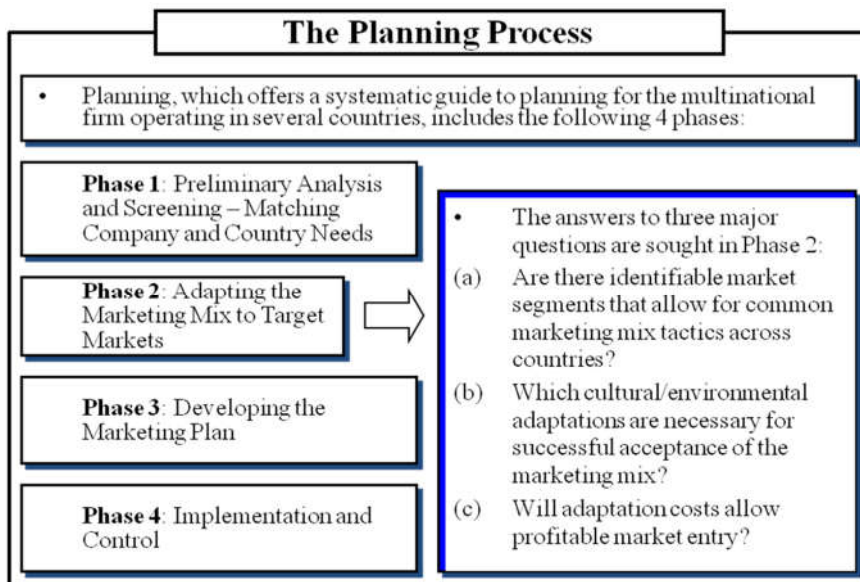 The Planning Process
• Planning, which offers a systematic guide to planning for the multinational
firm operating in several countries, includes the following 4 phases:
Phase 1: Preliminary Analysis
and Screening – Matching
Company and Country Needs
Phase 2: Adapting the
Marketing Mix to Target
Markets
Phase 3: Developing the
Marketing Plan
Phase 4: Implementation and
Control
• The answers to three major
questions are sought in Phase 2:
(a) Are there identifiable market
segments that allow for common
marketing mix tactics across
countries?
(b) Which cultural/environmental
adaptations are necessary for
successful acceptance of the
marketing mix?
(c) Will adaptation costs allow
profitable market entry?